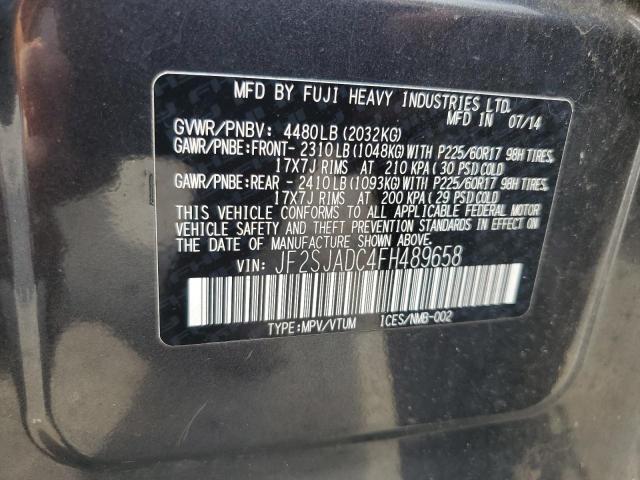 MFD BY FUJI HEAVY INDUSTRIES LTD.
MFD IN 07/14
GVWR/PNBV: 4480LB(2032KG)
GAWR/PNBE:FRONT- 2310LB(1048KG)WITH P225/60R17 98H TIRES,
17X7J RIMS AT 210 KPA(30 PSI)COLD
GAWR/PNBE:REAR - 2410LB(1093KG)WITH P225/60R17 98H TIRES,
17X7J RIMS AT 200 KPA(29 PSI)COLD
THIS VEHICLE CONFORMS TO ALL APPLICABLE FEDERAL MOTOR
VEHICLE SAFETY AND THEFT PREVENTION STANDARDS IN EFFECT ON
THE DATE OF MANUFACTURE SHOWN ABOVE.
VIN: JF2SJADC4FH489658
TYPE:MPV/VTUM ICES/NMB-002